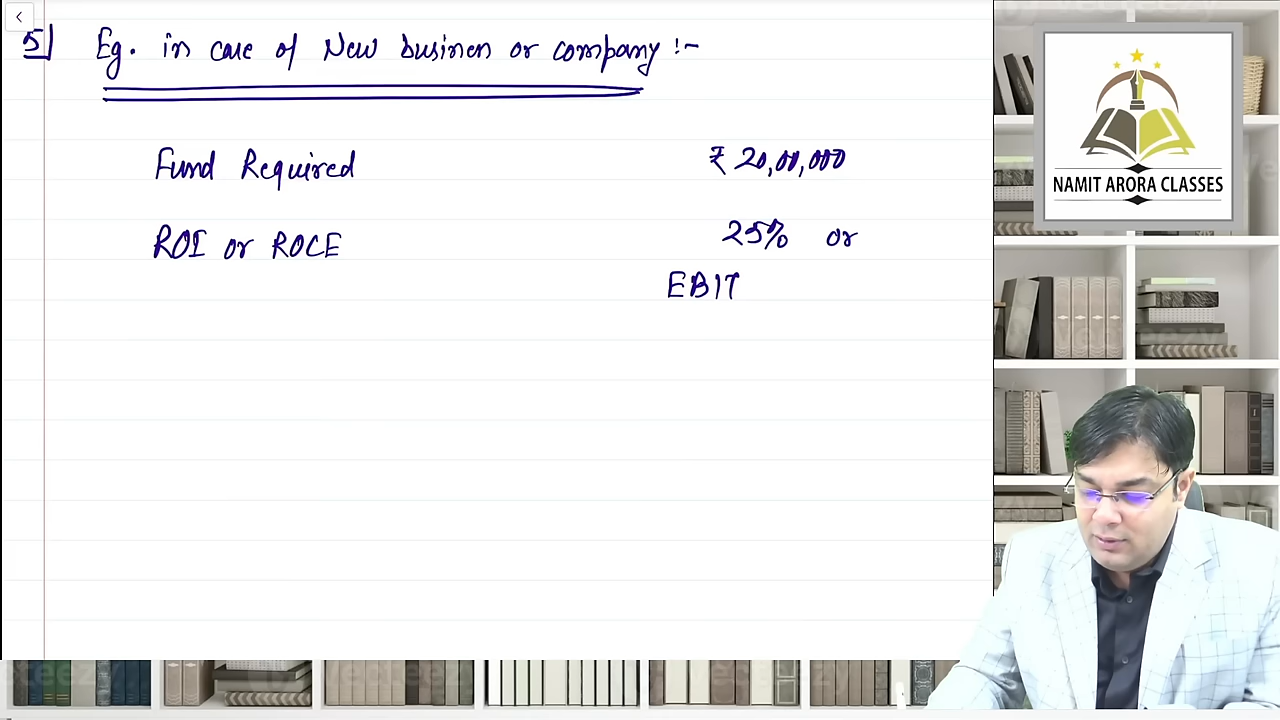 5 Eg. in case of New business or company :-
Fund Required ₹ 20,00,000
ROI or ROCE 25% or
EBIT
NAMIT ARORA CLASSES